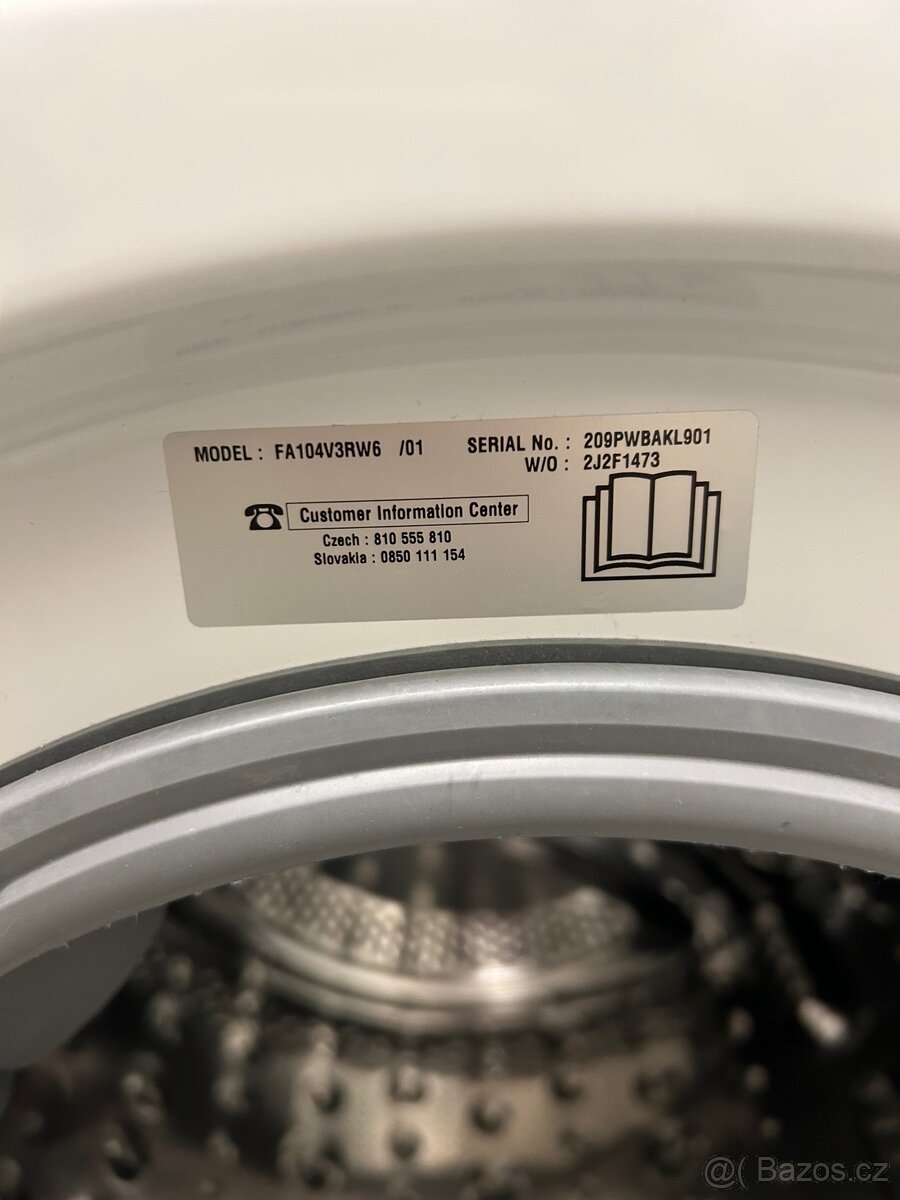 MODEL : FA104V3RW6 /01 SERIAL No. : 209PWBAKL901
W/O : 2J2F1473
Customer Information Center
Czech : 810 555 810
Slovakia : 0850 111 154
@( Bazos.cz